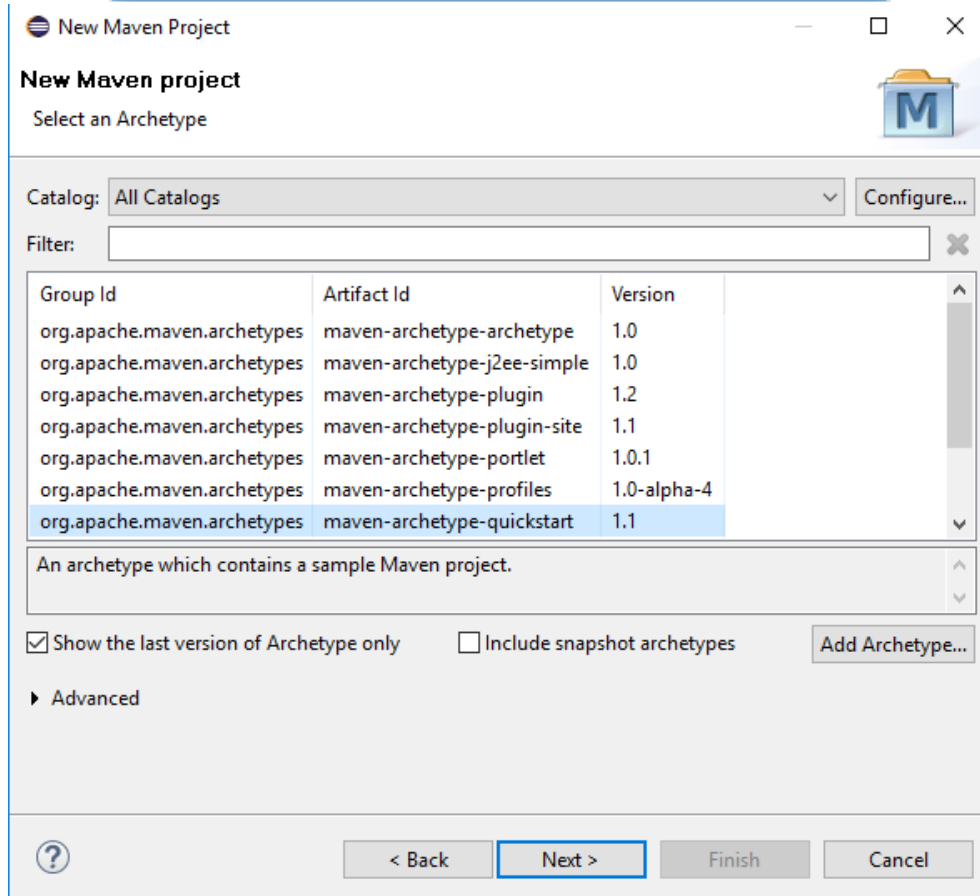 New Maven Project
New Maven project
Select an Archetype
M
Catalog: All Catalogs Configure...
Filter:
Group Id Artifact Id Version
org.apache.maven.archetypes maven-archetype-archetype 1.0
org.apache.maven.archetypes maven-archetype-j2ee-simple 1.0
org.apache.maven.archetypes maven-archetype-plugin 1.2
org.apache.maven.archetypes maven-archetype-plugin-site 1.1
org.apache.maven.archetypes maven-archetype-portlet 1.0.1
org.apache.maven.archetypes maven-archetype-profiles 1.0-alpha-4
org.apache.maven.archetypes maven-archetype-quickstart 1.1
An archetype which contains a sample Maven project.
Show the last version of Archetype only Include snapshot archetypes Add Archetype...
Advanced
? < Back Next > Finish Cancel